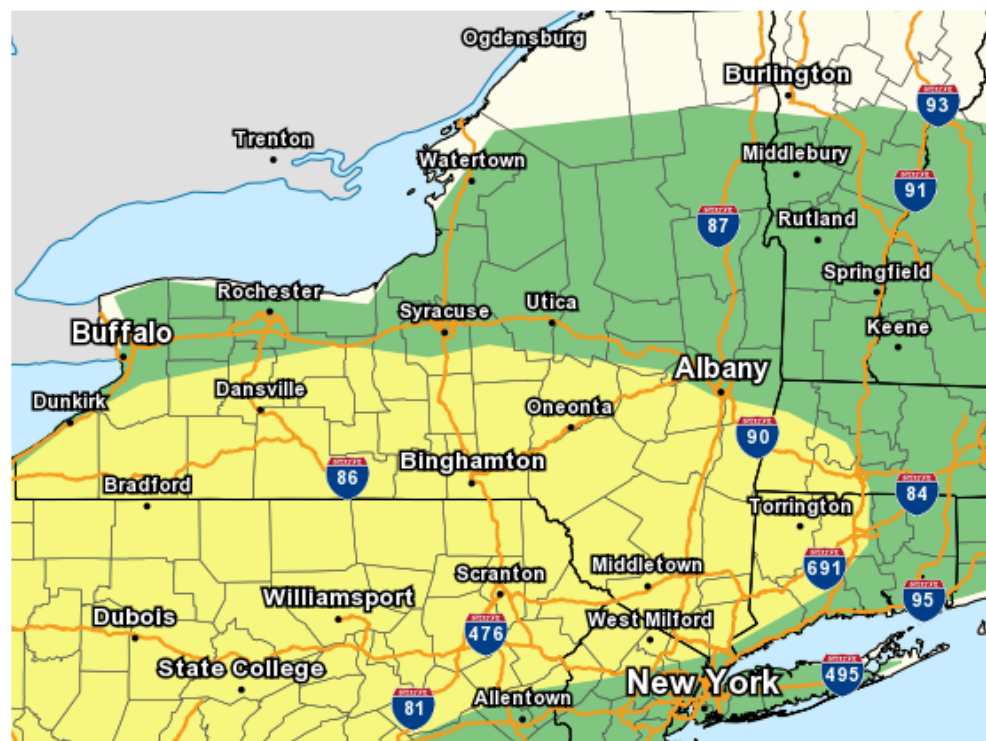 Ogdensburg
Burlington
93
Trenton
Watertown
Middlebury
91
87
Rutland
Springfield
Rochester
Syracuse
Utica
Buffalo
Keene
Albany
Dansville
Dunkirk
Oneonta
90
Binghamton
86
Bradford
84
Torrington
Scranton
Middletown
691
Williamsport
95
Dubois
West Milford
476
State College
New York
495
Allentown
81